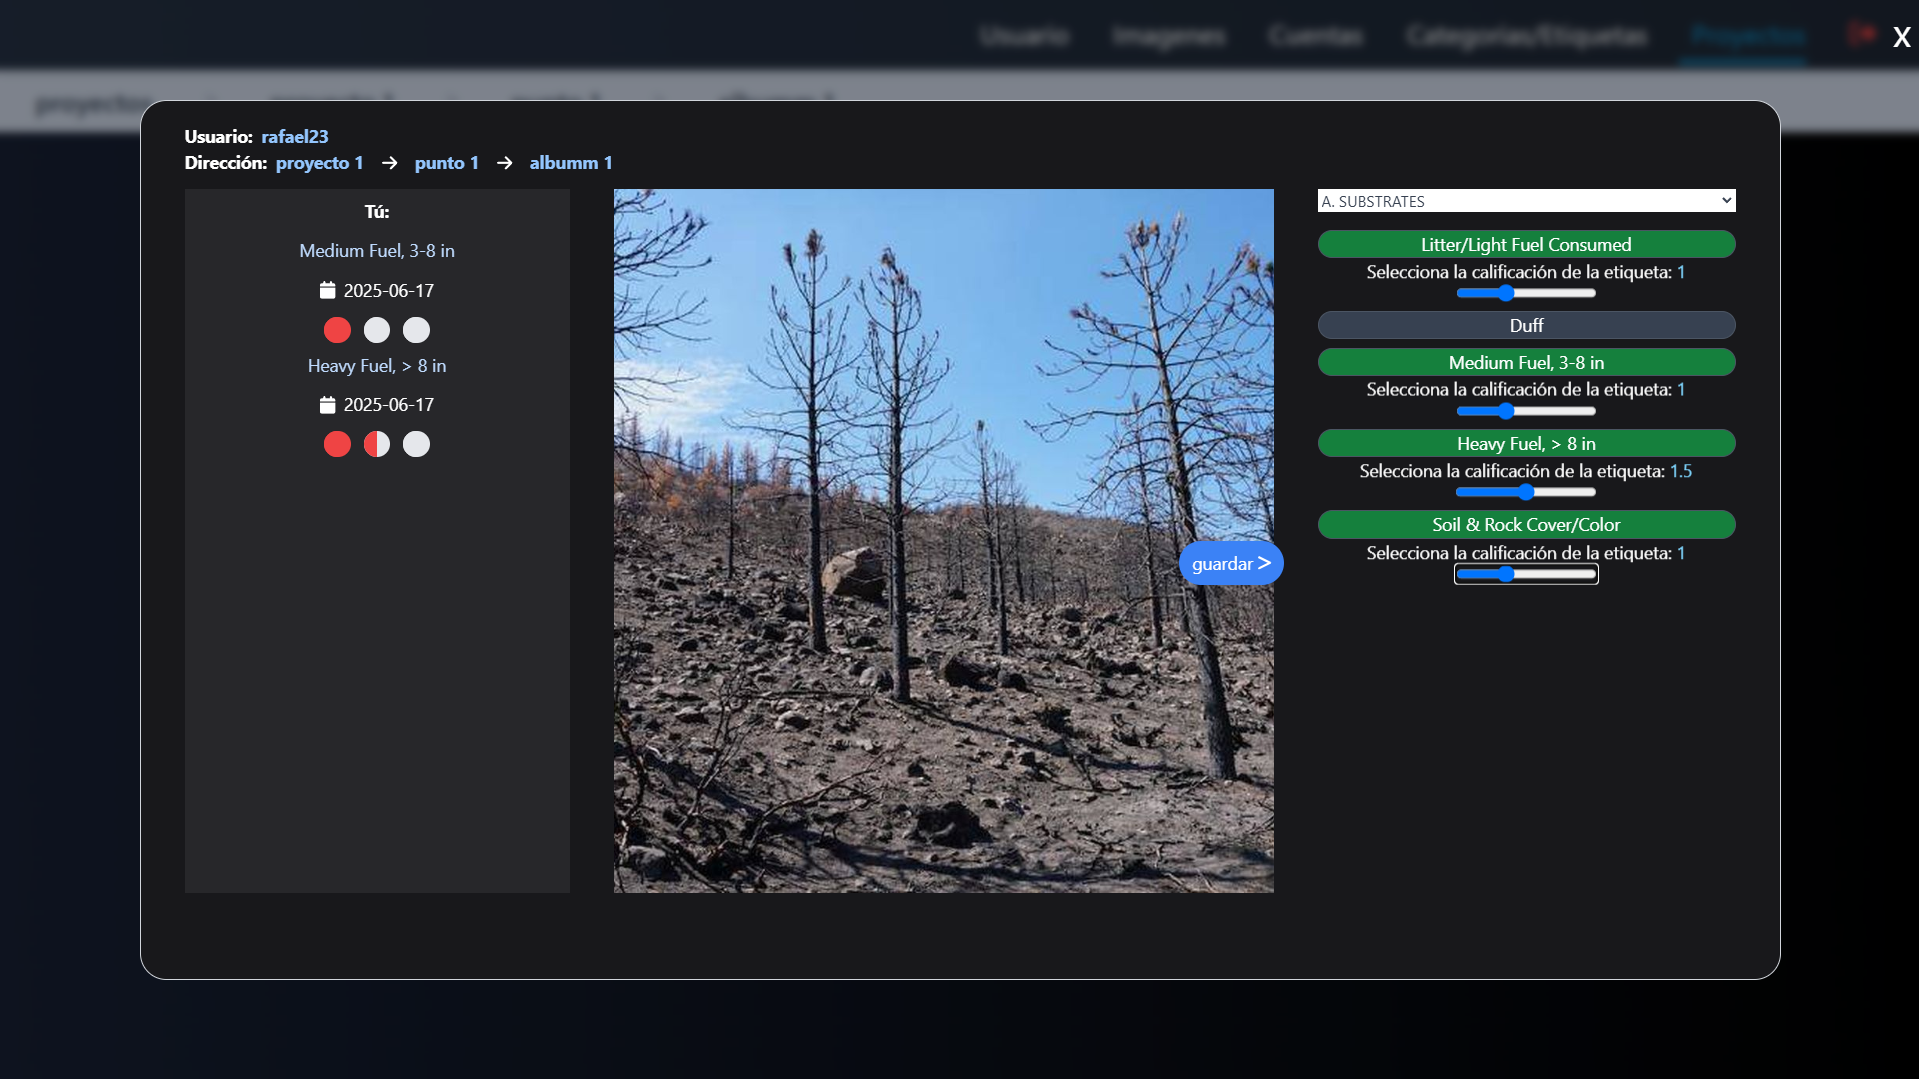 Usuario Imagenes Cuentas Categorias/Etiquetas Proyectos X
proyectos
Usuario: rafael23
Dirección: proyecto 1 → punto 1 → albumm 1
Tú:
Medium Fuel, 3-8 in
2025-06-17
Heavy Fuel, > 8 in
2025-06-17
guardar >
A. SUBSTRATES
Litter/Light Fuel Consumed
Selecciona la calificación de la etiqueta: 1
Duff
Medium Fuel, 3-8 in
Selecciona la calificación de la etiqueta: 1
Heavy Fuel, > 8 in
Selecciona la calificación de la etiqueta: 1.5
Soil & Rock Cover/Color
Selecciona la calificación de la etiqueta: 1